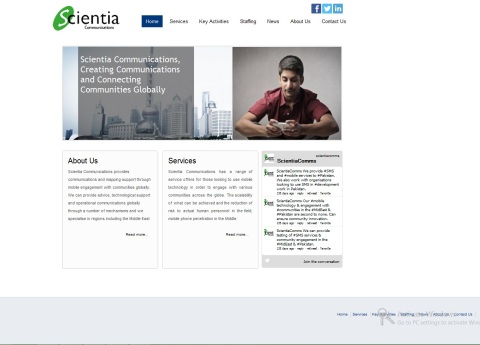 Scientia
Communications
Home
Services
Key Activities
Staffing
News
About Us
Contact Us
Scientia Communications,
Creating Communications
and Connecting
Communities Globally
About Us
Scientia Communications provides
communications and mapping support through
mobile engagement with communities globally.
We can provide advice, technological support
and operational communications globally
through a number of mechanisms and our
specialise in regions including the Middle East
Read more...
Services
Scientia Communications has a range of
service offers for those looking to use mobile
technology in order to engage with various
communities across the globe. The scalability
of what can be achieved and the reduction of
risk to actual human personnel in the field,
mobile phone penetration in the Middle
Read more...
scientiacomms
ScientiaComms
ScientiaComms We provide #SMS
and #mobile services to #Pakistan.
We also work with organisations
looking to use SMS in #development
work in Pakistan.
reply retweet favorite
ScientiaComms Our #mobile
technology & engagement with
#communities in the #MidEast &
#Pakistan are second to none. Can
ensure community innovation.
reply retweet favorite
ScientiaComms We can provide
testing of #SMS services &
community engagement in the
#MidEast & #Pakistan.
reply retweet favorite
Join the conversation
Home | Services | Key Activities | Staffing | News | About Us | Contact Us
Go to PC settings to activate Win